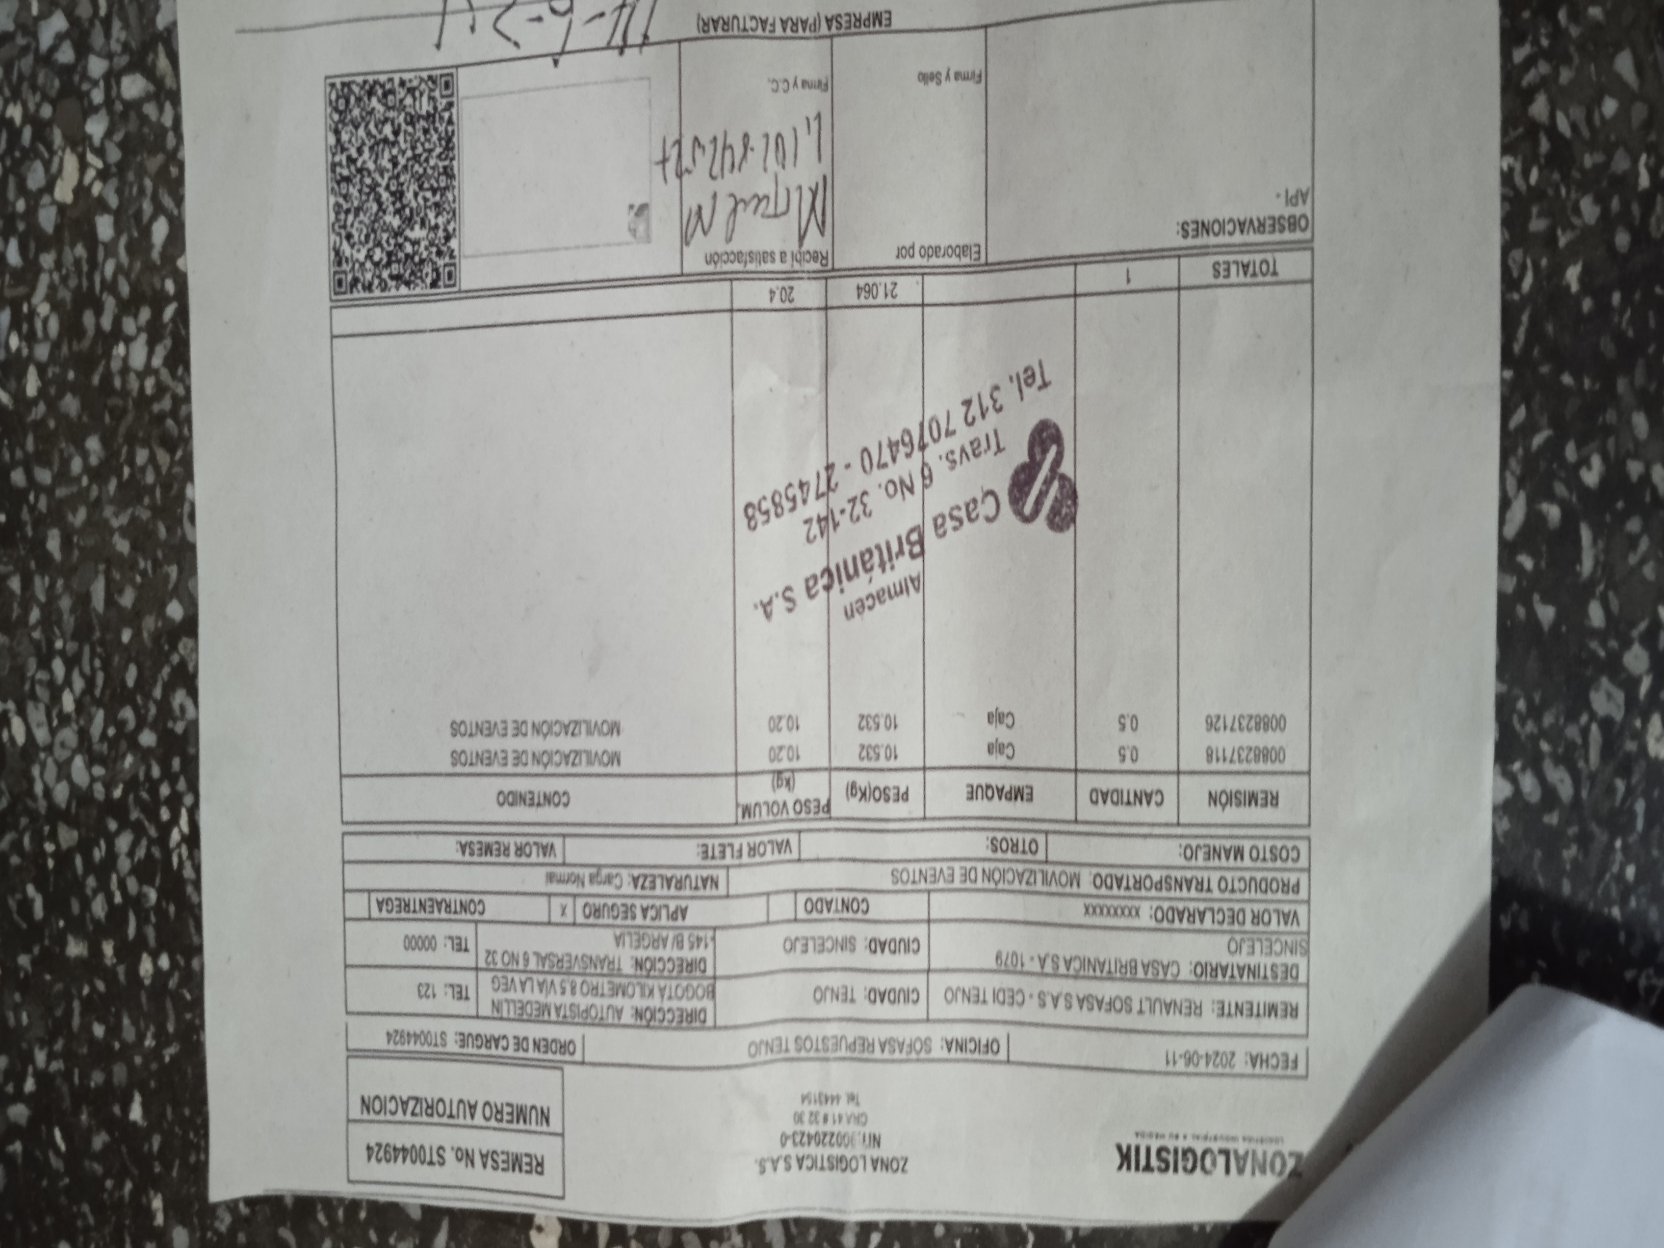 ZONALOGISTIK
ZONA LOGISTICA S.A.S.
NIT. 900220423-0
CRA 41 # 32 30
Tel. 4443154
REMESA No. ST0044924
NUMERO AUTORIZACION
FECHA: 2024-06-11 OFICINA: SOFASA REPUESTOS TENJO ORDEN DE CARGUE: ST0044924
REMITENTE: RENAULT SOFASA S.A.S - CEDI TENJO CIUDAD: TENJO DIRECCIÓN: AUTOPISTA MEDELLIN TEL: 123
BOGOTA KILOMETRO 8.5 VIA LA VEG
DESTINATARIO: CASA BRITANICA S.A - 1079 CIUDAD: SINCELEJO DIRECCIÓN: TRANSVERSAL 6 NO 32 TEL: 00000
SINCELEJO -145 B/ ARGELIA
VALOR DECLARADO: xxxxxxxx CONTADO APLICA SEGURO X CONTRAENTREGA
PRODUCTO TRANSPORTADO: MOVILIZACIÓN DE EVENTOS NATURALEZA: Carga Normal
COSTO MANEJO: OTROS: VALOR FLETE: VALOR REMESA:
REMISIÓN CANTIDAD EMPAQUE PESO(Kg) PESO VOLUM. (kg) CONTENIDO
0088237118 0.5 Caja 10.532 10.20 MOVILIZACIÓN DE EVENTOS
0088237126 0.5 Caja 10.532 10.20 MOVILIZACIÓN DE EVENTOS
Almacén
Casa Británica S.A.
Travs. 6 No. 32-142
Tel. 312 7076470 - 2745858
TOTALES 1 21.064 20.4
OBSERVACIONES:
API -
Elaborado por
Firma y Sello
Recibí a satisfacción
Miguel M
Firma y C.C.
EMPRESA (PARA FACTURAR)
14-6-24